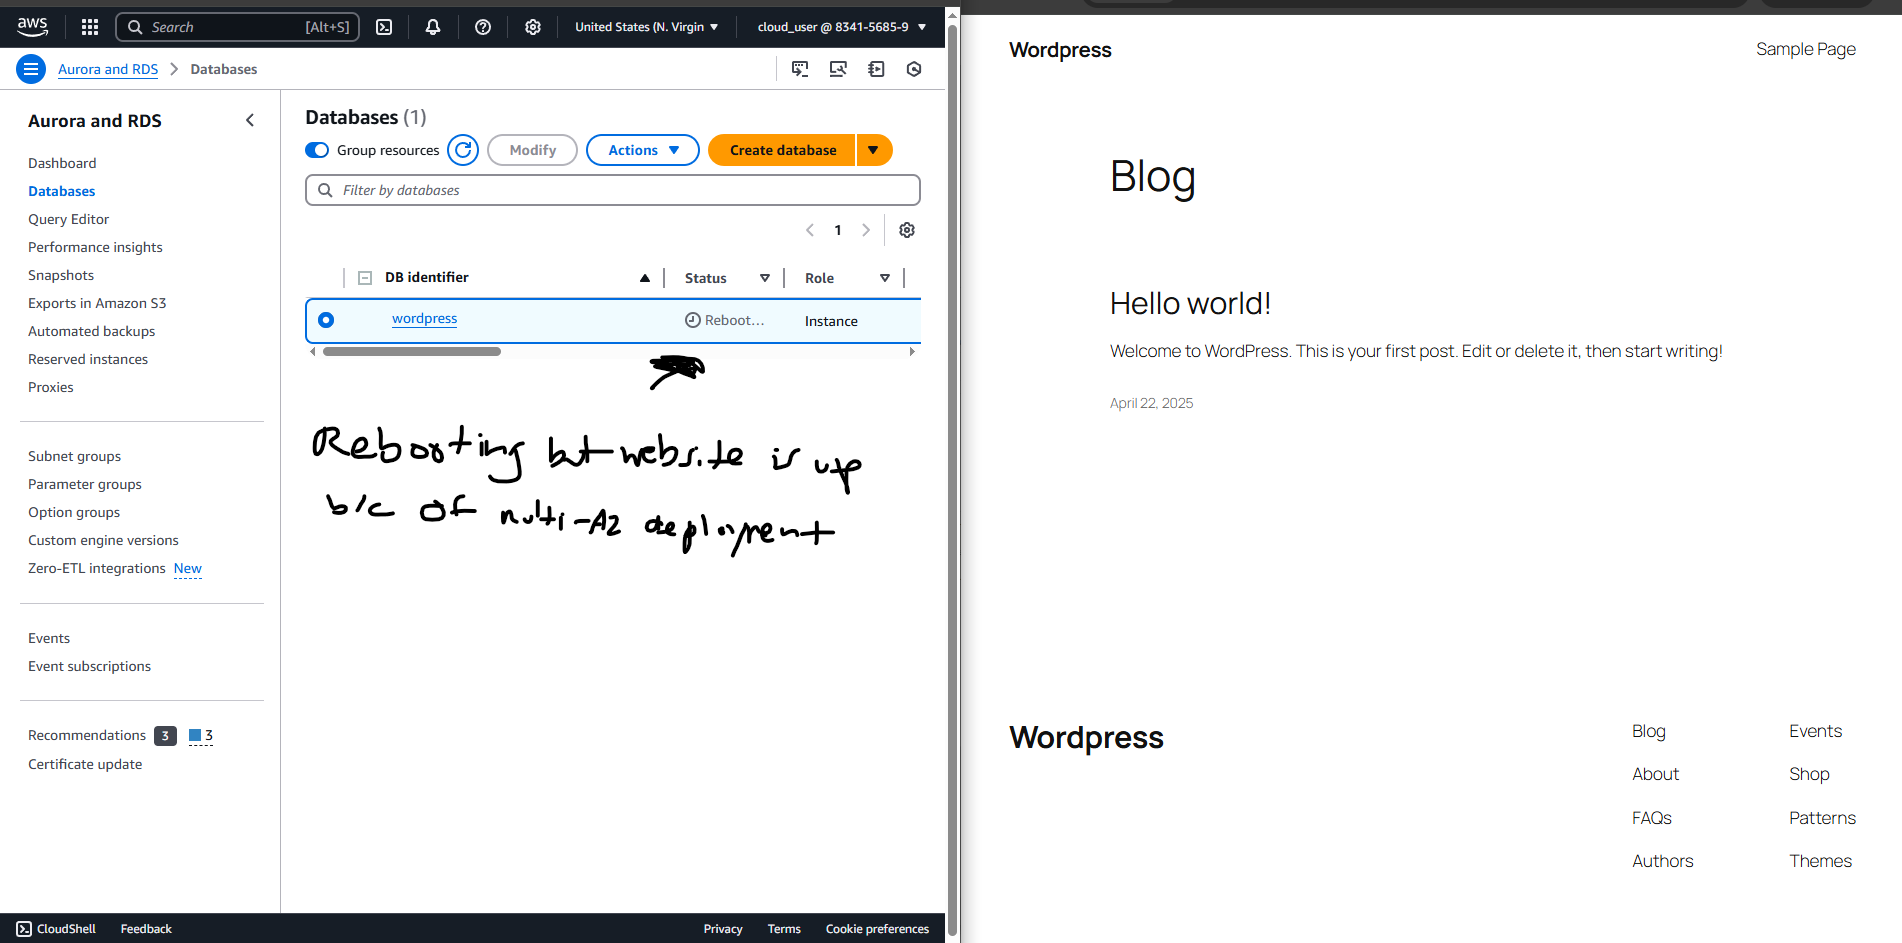 aws
Search [Alt+S]
United States (N. Virgin
cloud_user @ 8341-5685-9
Aurora and RDS > Databases
Aurora and RDS
Dashboard
Databases
Query Editor
Performance insights
Snapshots
Exports in Amazon S3
Automated backups
Reserved instances
Proxies
Subnet groups
Parameter groups
Option groups
Custom engine versions
Zero-ETL integrations New
Events
Event subscriptions
Recommendations 3 3
Certificate update
Databases (1)
Group resources Modify Actions Create database
Filter by databases
1
DB identifier Status Role
wordpress Reboot... Instance
Rebooting but website is up
b/c of multi-AZ deployment
CloudShell Feedback Privacy Terms Cookie preferences
Wordpress Sample Page
Blog
Hello world!
Welcome to WordPress. This is your first post. Edit or delete it, then start writing!
April 22, 2025
Wordpress
Blog Events
About Shop
FAQs Patterns
Authors Themes